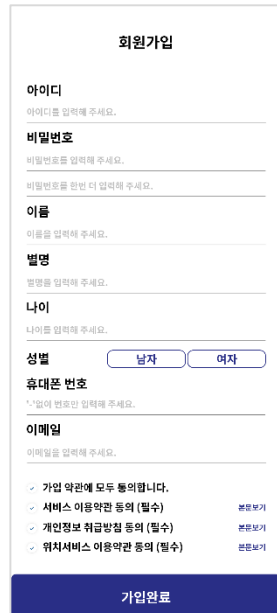 회원가입
아이디
아이디를 입력해 주세요.
비밀번호
비밀번호를 입력해 주세요.
비밀번호를 한번 더 입력해 주세요.
이름
이름을 입력해 주세요.
별명
별명을 입력해 주세요.
나이
나이를 입력해 주세요.
성별 남자 여자
휴대폰 번호
'-'없이 번호만 입력해 주세요.
이메일
이메일을 입력해 주세요.
가입 약관에 모두 동의합니다.
서비스 이용약관 동의 (필수) 본문보기
개인정보 취급방침 동의 (필수) 본문보기
위치서비스 이용약관 동의 (필수) 본문보기
가입완료